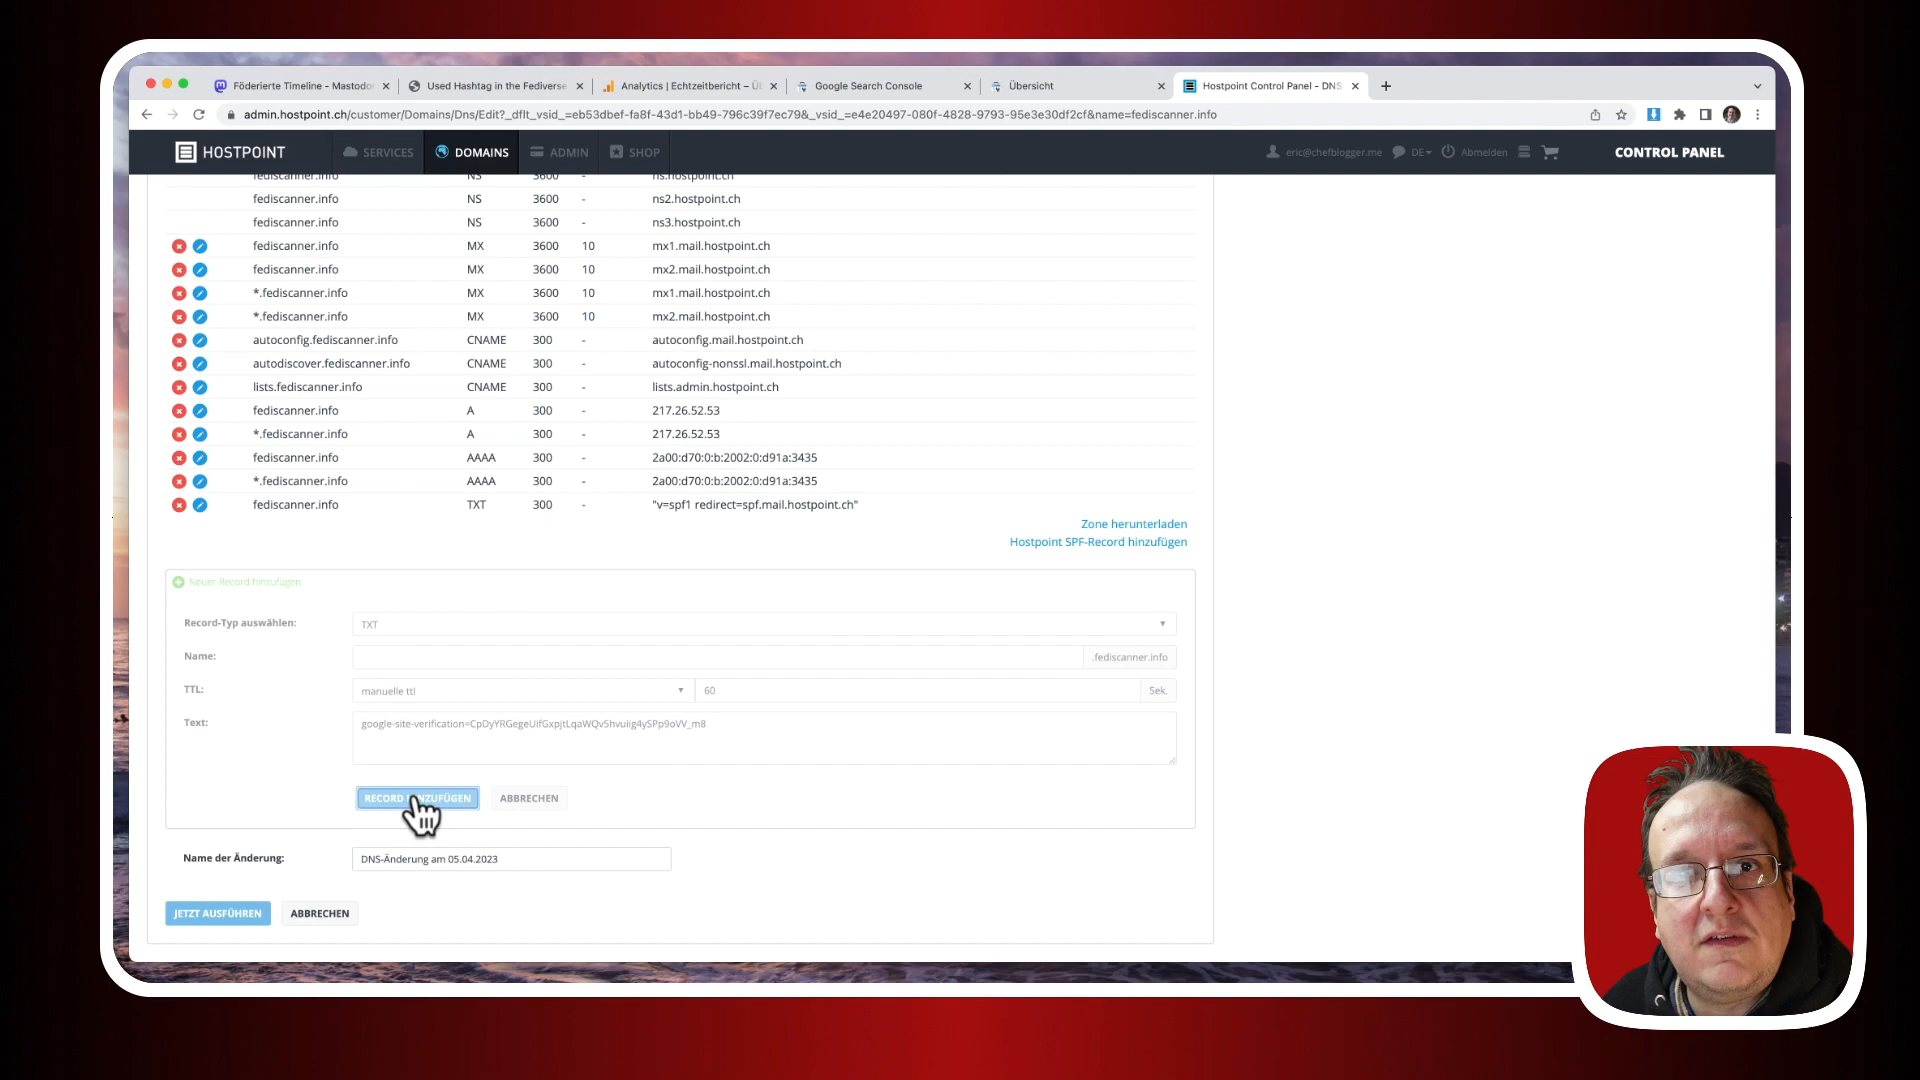 Föderierte Timeline - Mastodon
Used Hashtag in the Fediverse
Analytics | Echtzeitbericht – Üb
Google Search Console
Übersicht
Hostpoint Control Panel - DNS
admin.hostpoint.ch/customer/Domains/Dns/Edit?_dflt_vsid_=eb53dbef-fa8f-43d1-bb49-796c39f7ec79&_vsid_=e4e20497-080f-4828-9793-95e3e30df2cf&name=fediscanner.info
HOSTPOINT SERVICES DOMAINS ADMIN SHOP eric@chefblogger.me DE Abmelden CONTROL PANEL
fediscanner.info NS 3600 - ns.hostpoint.ch
fediscanner.info NS 3600 - ns2.hostpoint.ch
fediscanner.info NS 3600 - ns3.hostpoint.ch
fediscanner.info MX 3600 10 mx1.mail.hostpoint.ch
fediscanner.info MX 3600 10 mx2.mail.hostpoint.ch
*.fediscanner.info MX 3600 10 mx1.mail.hostpoint.ch
*.fediscanner.info MX 3600 10 mx2.mail.hostpoint.ch
autoconfig.fediscanner.info CNAME 300 - autoconfig.mail.hostpoint.ch
autodiscover.fediscanner.info CNAME 300 - autoconfig-nonssl.mail.hostpoint.ch
lists.fediscanner.info CNAME 300 - lists.admin.hostpoint.ch
fediscanner.info A 300 - 217.26.52.53
*.fediscanner.info A 300 - 217.26.52.53
fediscanner.info AAAA 300 - 2a00:d70:0:b:2002:0:d91a:3435
*.fediscanner.info AAAA 300 - 2a00:d70:0:b:2002:0:d91a:3435
fediscanner.info TXT 300 - "v=spf1 redirect=spf.mail.hostpoint.ch"
Zone herunterladen
Hostpoint SPF-Record hinzufügen
Neuer Record hinzufügen
Record-Typ auswählen: TXT
Name: .fediscanner.info
TTL: manuelle ttl 60 Sek.
Text: google-site-verification=CpDyYRGegeUifGxpjtLqaWQv5hvuiig4ySPp9oVV_m8
RECORD HINZUFÜGEN ABBRECHEN
Name der Änderung: DNS-Änderung am 05.04.2023
JETZT AUSFÜHREN ABBRECHEN